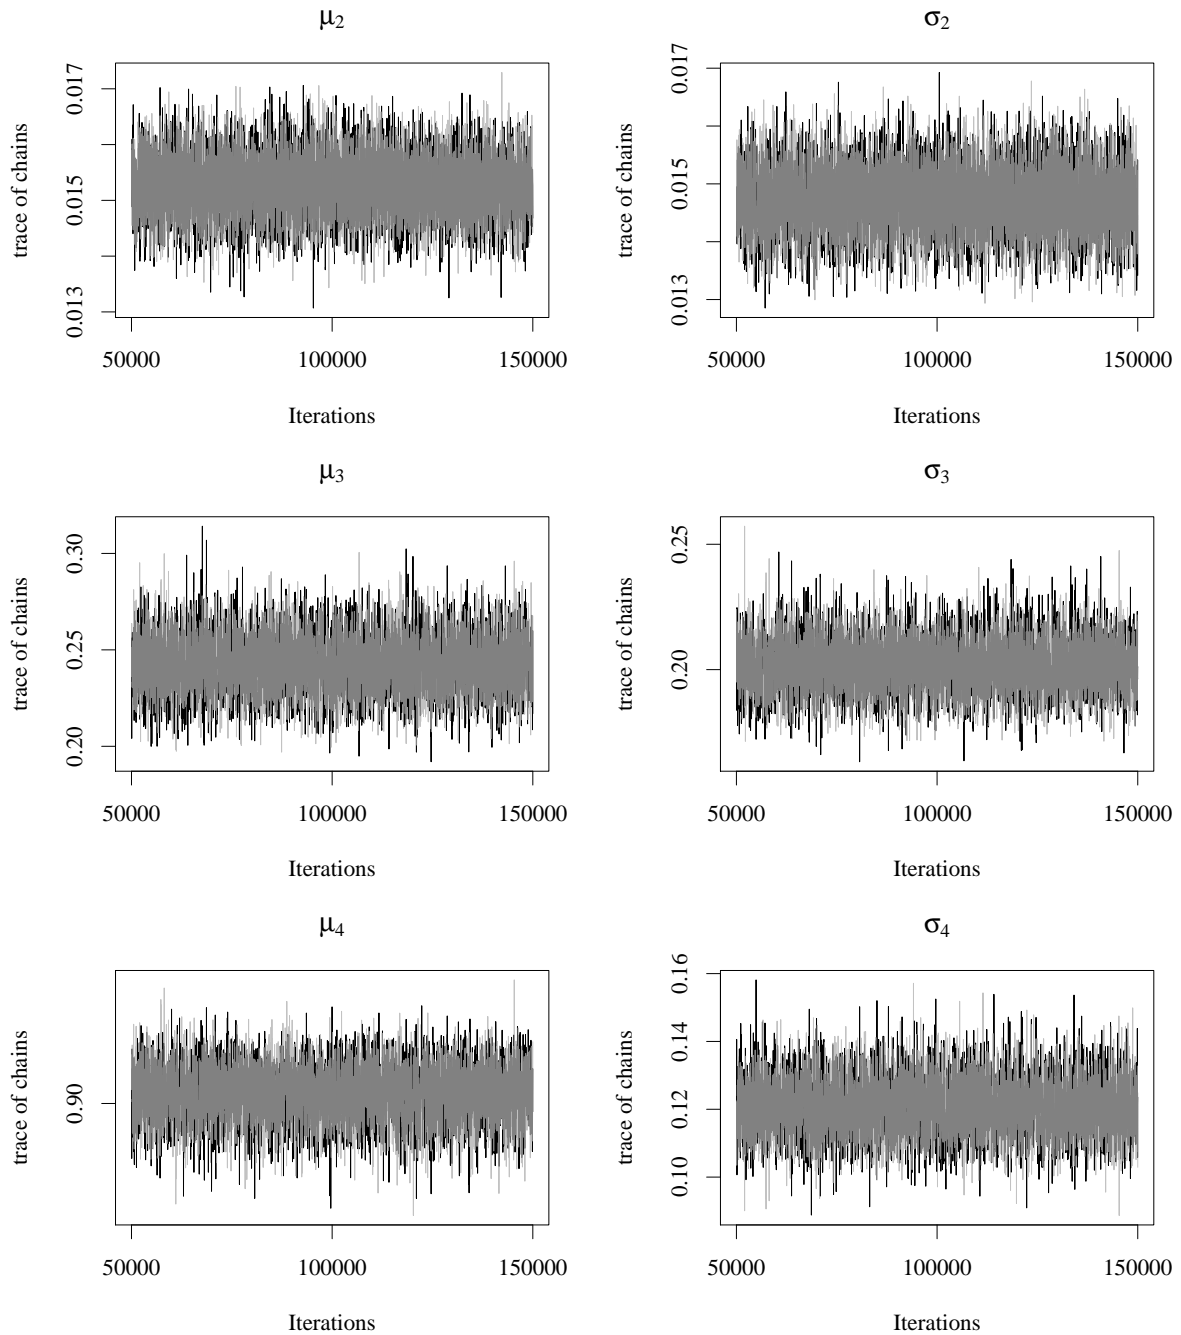 μ2
trace of chains
0.013 0.015 0.017
50000 100000 150000
Iterations
σ2
trace of chains
0.013 0.015 0.017
50000 100000 150000
Iterations
μ3
trace of chains
0.20 0.25 0.30
50000 100000 150000
Iterations
σ3
trace of chains
0.20 0.25
50000 100000 150000
Iterations
μ4
trace of chains
0.90
50000 100000 150000
Iterations
σ4
trace of chains
0.10 0.12 0.14 0.16
50000 100000 150000
Iterations